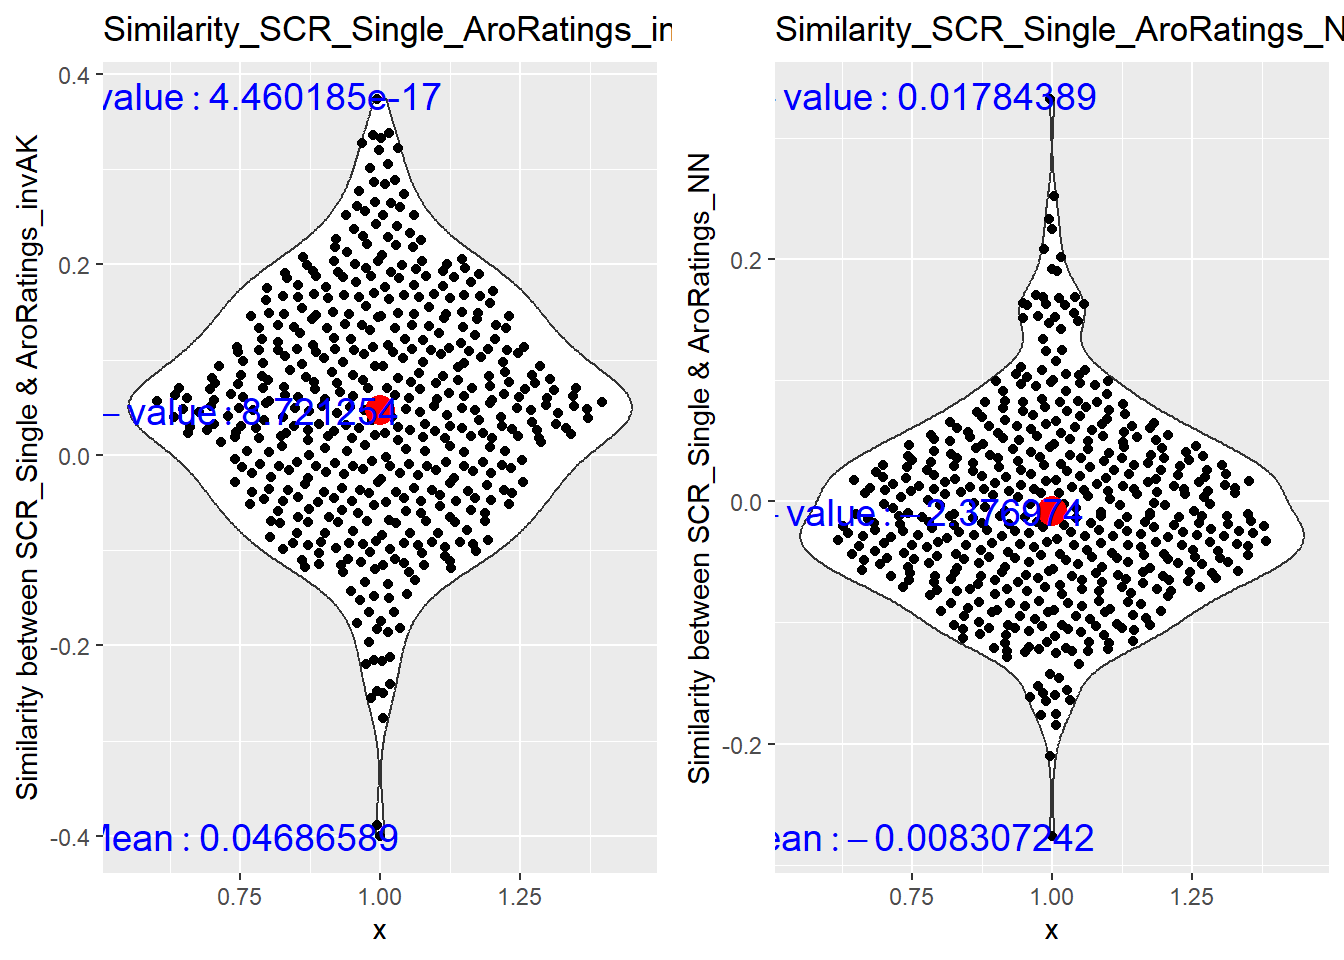 Similarity_SCR_Single_AroRatings_in
Similarity between SCR_Single & AroRatings_invAK
0.4
0.2
0.0
-0.2
-0.4
value : 4.460185e-17
− value : 8.721254
Mean : 0.04686589
0.75 1.00 1.25
x
Similarity_SCR_Single_AroRatings_N
Similarity between SCR_Single & AroRatings_NN
0.2
0.0
-0.2
value : 0.01784389
- value : − 2.376974
ean : − 0.008307242
0.75 1.00 1.25
x